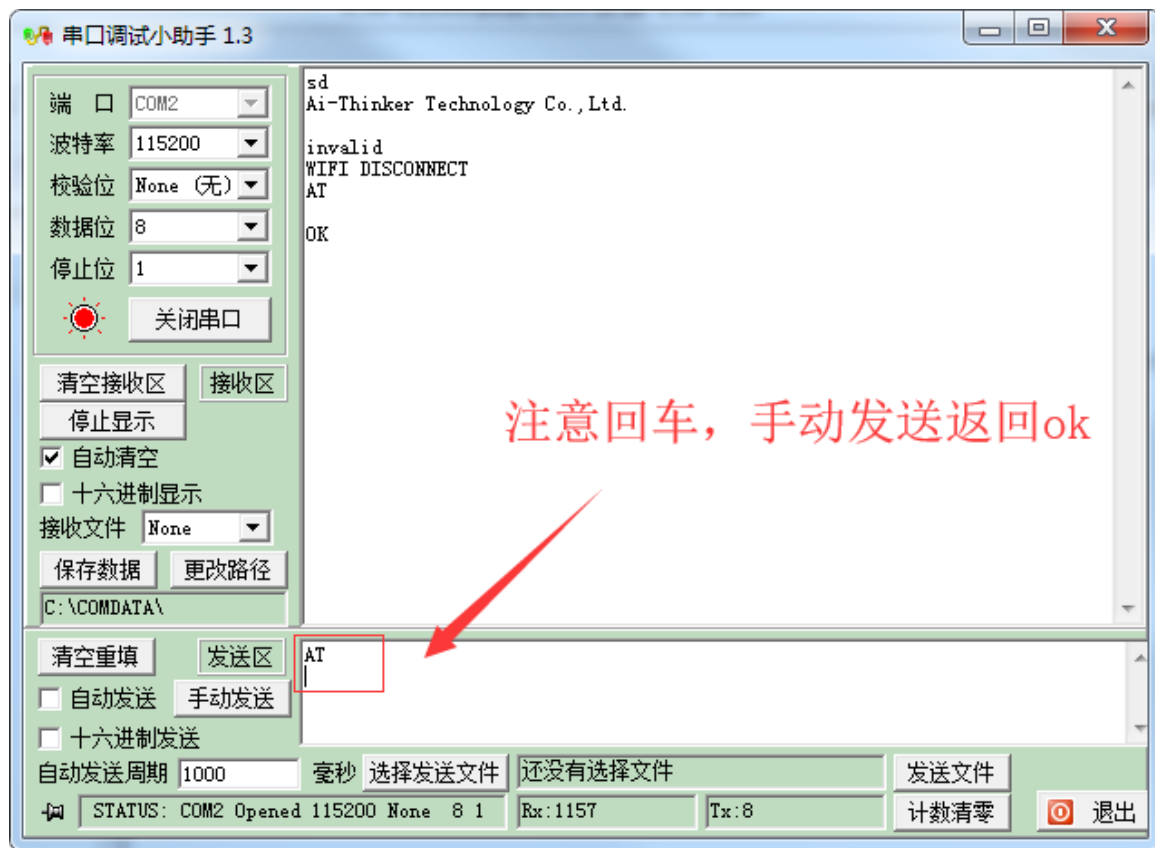 串口调试小助手 1.3
端 口 COM2
波特率 115200
校验位 None (无)
数据位 8
停止位 1
关闭串口
清空接收区 接收区
停止显示
自动清空
十六进制显示
接收文件 None
保存数据 更改路径
C:\COMDATA\
sd
Ai-Thinker Technology Co.,Ltd.
invalid
WIFI DISCONNECT
AT
OK
注意回车，手动发送返回ok
清空重填 发送区
AT
自动发送 手动发送
十六进制发送
自动发送周期 1000 毫秒 选择发送文件 还没有选择文件 发送文件
STATUS: COM2 Opened 115200 None 8 1 Rx:1157 Tx:8 计数清零 退出